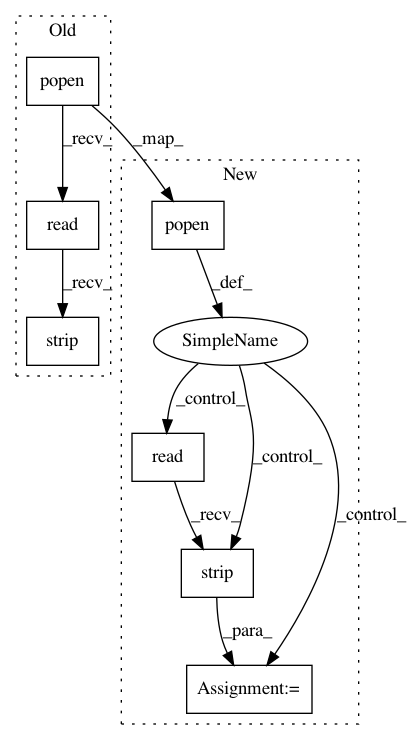 Old
popen
_recv_
_map_
New
read
popen
_recv_
_def_
strip
SimpleName
_control_
read
_control_
_control_
_recv_
strip
_para_
Assignment:=